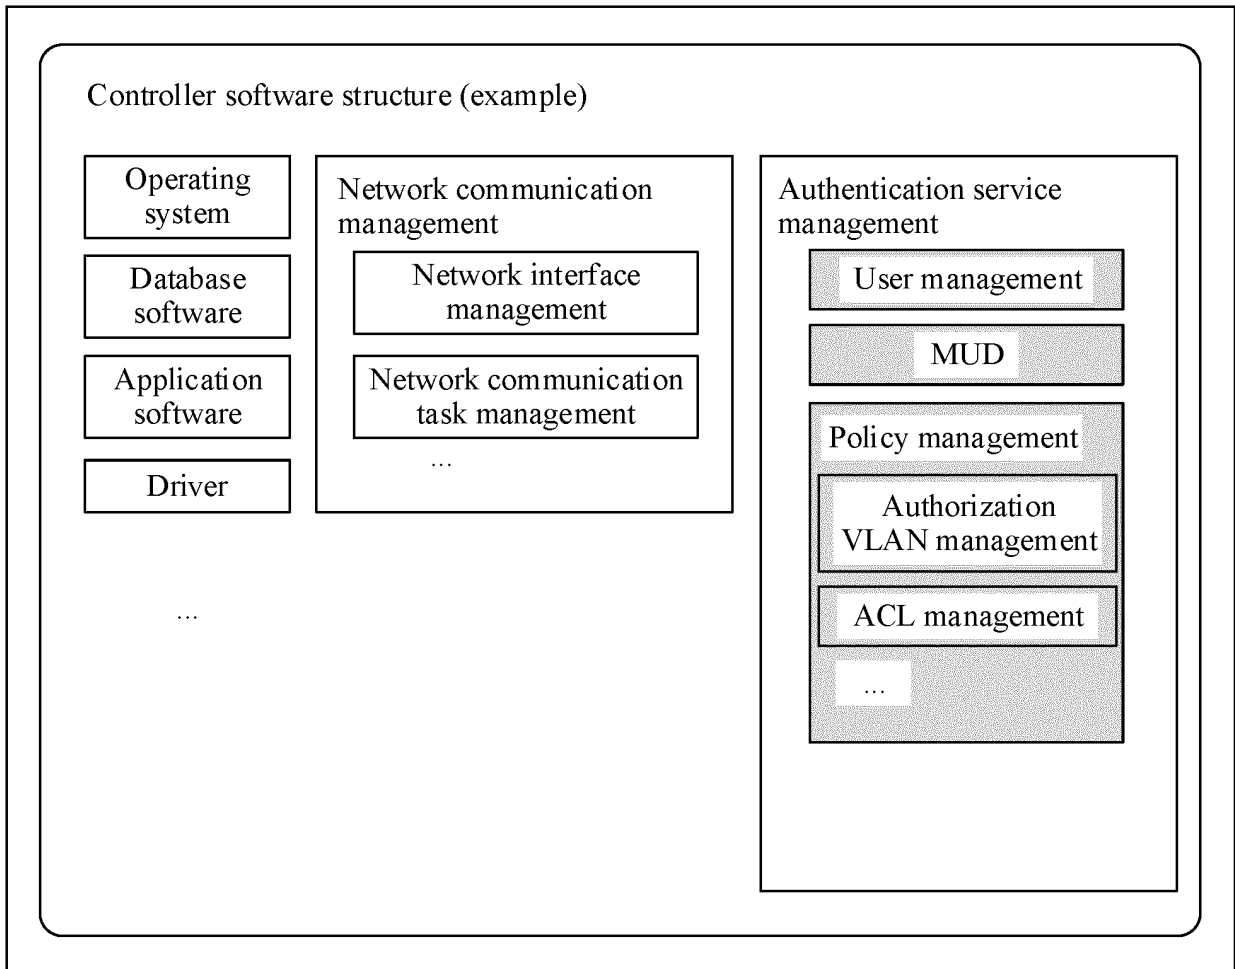 Controller software structure (example)
Operating
system
Database
software
Application
software
Driver
...
Network communication
management
Network interface
management
Network communication
task management
...
Authentication service
management
User management
MUD
Policy management
Authorization
VLAN management
ACL management
...